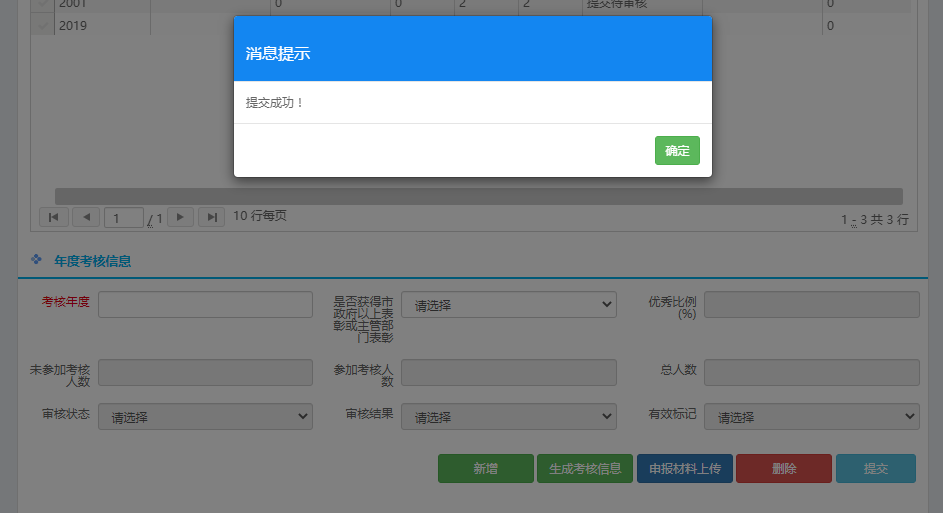 2001 0 0 2 2 提交待审核 0
2019 0
消息提示
提交成功！
确定
1 / 1 10 行每页 1 - 3 共 3 行
年度考核信息
考核年度 是否获得市政府以上表彰或主管部门表彰 请选择 优秀比例(%)
未参加考核人数 参加考核人数 总人数
审核状态 请选择 审核结果 请选择 有效标记 请选择
新增 生成考核信息 申报材料上传 删除 提交